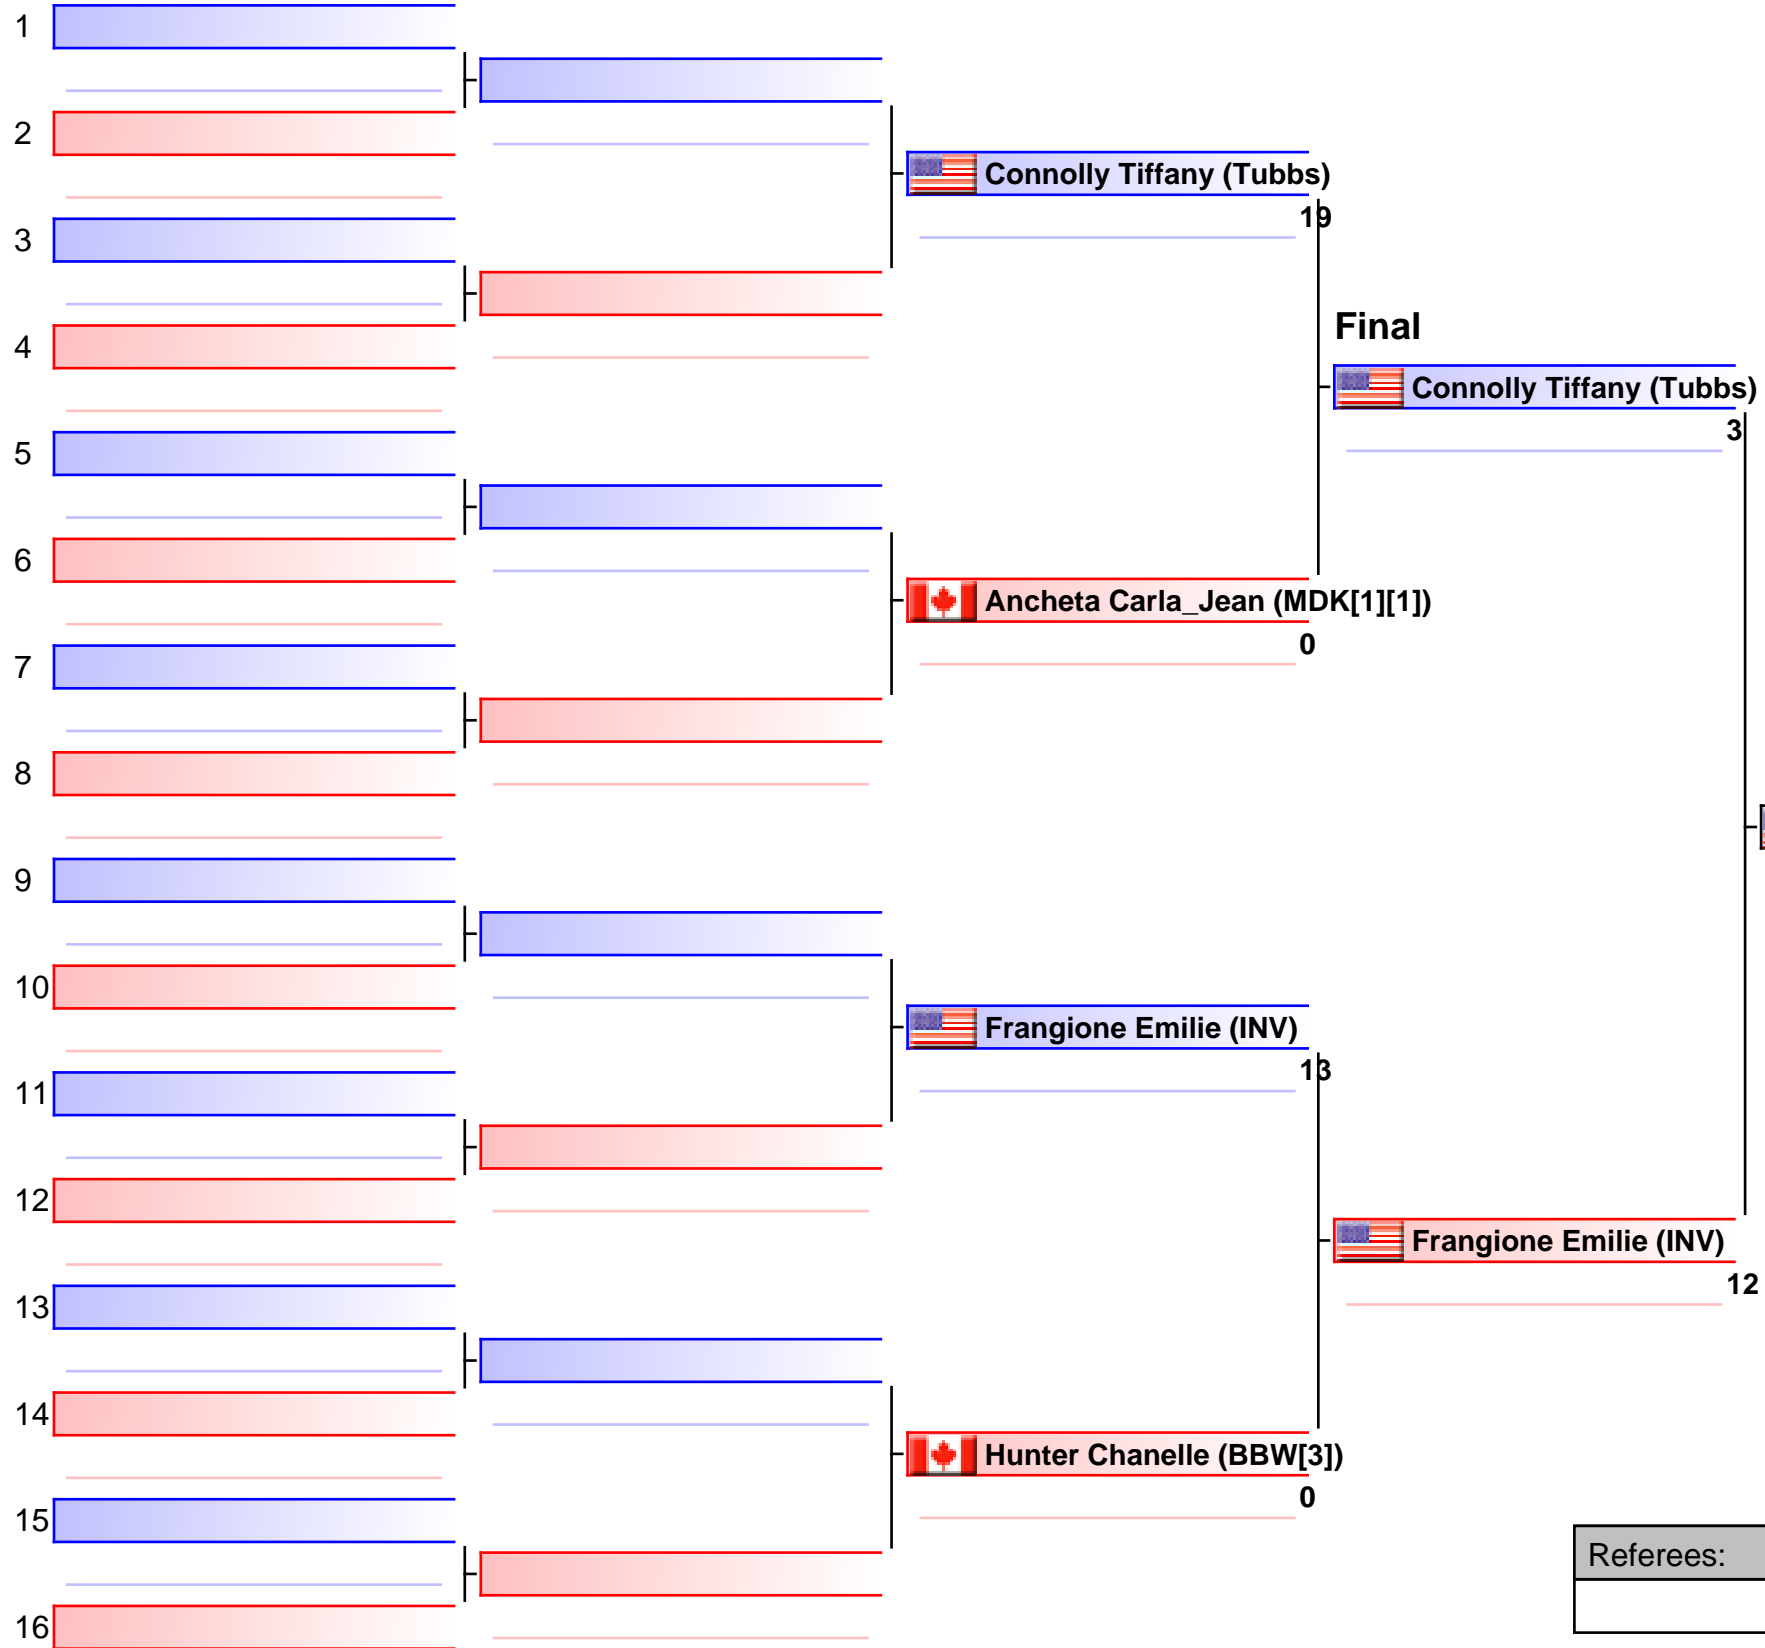 1
2
Connolly Tiffany (Tubbs)
19
3
Final
4
Connolly Tiffany (Tubbs)
3
5
6
Ancheta Carla_Jean (MDK[1][1])
0
7
8
9
10
Frangione Emilie (INV)
13
11
12
Frangione Emilie (INV)
12
13
14
Hunter Chanelle (BBW[3])
0
15
Referees:
16